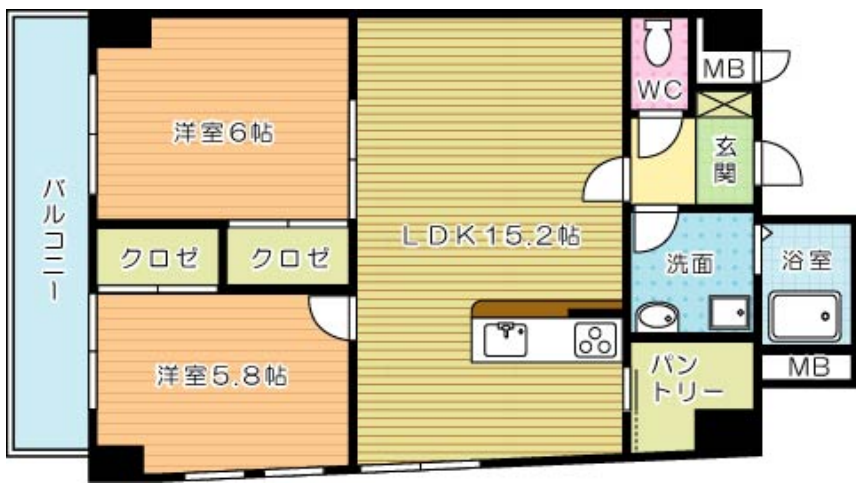 バルコニー
洋室6帖
クロゼ
クロゼ
洋室5.8帖
LDK15.2帖
WC
MB
玄
関
洗面
浴室
パン
トリー
MB